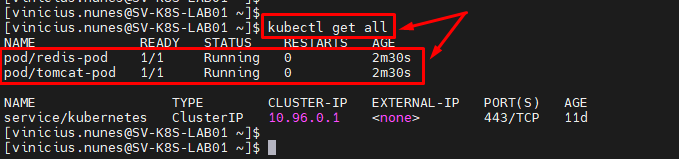 [vinicius.nunes@SV-K8S-LAB01 ~]$
[vinicius.nunes@SV-K8S-LAB01 ~]$ kubectl get all
NAME READY STATUS RESTARTS AGE
pod/redis-pod 1/1 Running 0 2m30s
pod/tomcat-pod 1/1 Running 0 2m30s
NAME TYPE CLUSTER-IP EXTERNAL-IP PORT(S) AGE
service/kubernetes ClusterIP 10.96.0.1 <none> 443/TCP 11d
[vinicius.nunes@SV-K8S-LAB01 ~]$
[vinicius.nunes@SV-K8S-LAB01 ~]$